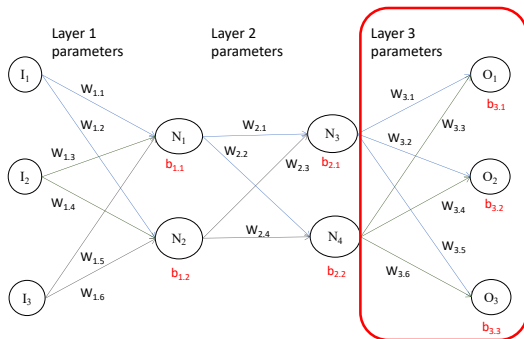 Layer 1
parameters
Layer 2
parameters
Layer 3
parameters
I1
W1.1
W1.2
W1.3
I2
W1.4
W1.5
I3
W1.6
N1
b1.1
N2
b1.2
W2.1
W2.2
W2.3
W2.4
N3
b2.1
N4
b2.2
W3.1
W3.3
W3.2
W3.4
W3.5
W3.6
O1
b3.1
O2
b3.2
O3
b3.3